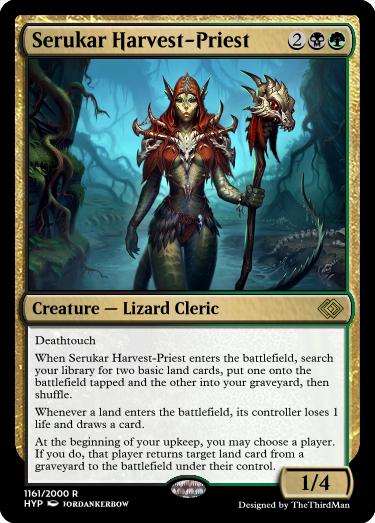 Serukar Harvest-Priest 2
Creature — Lizard Cleric
Deathtouch
When Serukar Harvest-Priest enters the battlefield, search
your library for two basic land cards, put one onto the
battlefield tapped and the other into your graveyard, then
shuffle.
Whenever a land enters the battlefield, its controller loses 1
life and draws a card.
At the beginning of your upkeep, you may choose a player.
If you do, that player returns target land card from a
graveyard to the battlefield under their control.
1/4
1161/2000 R
HYP JORDANKERBOW
Designed by TheThirdMan